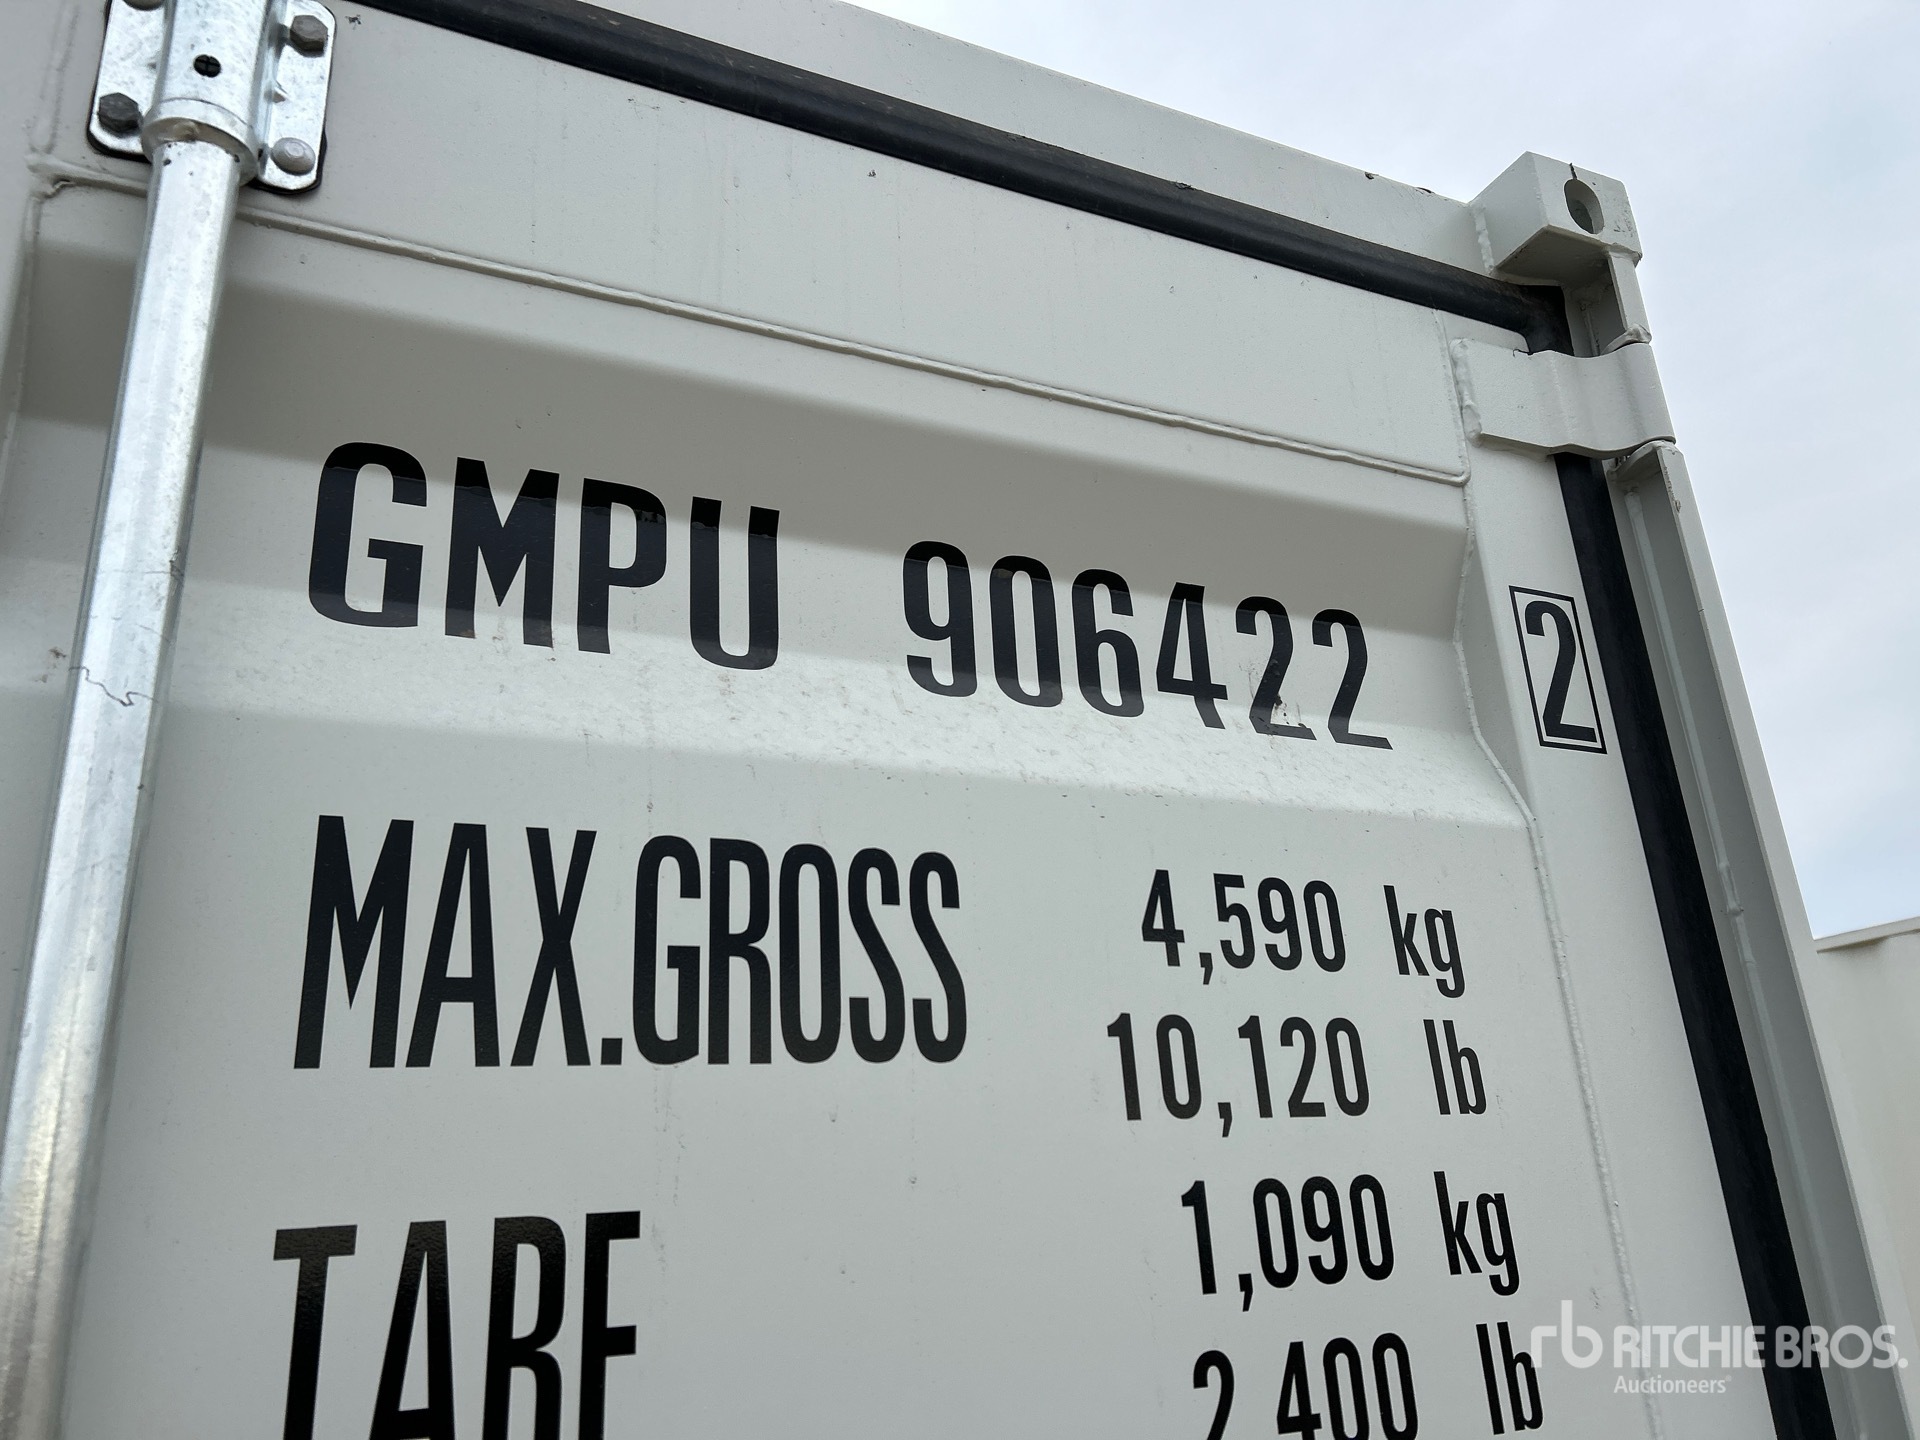 GMPU 906422 2
MAX.GROSS 4,590 kg
10,120 lb
TARE 1,090 kg
2,400 lb
rb RITCHIE BROS.
Auctioneers